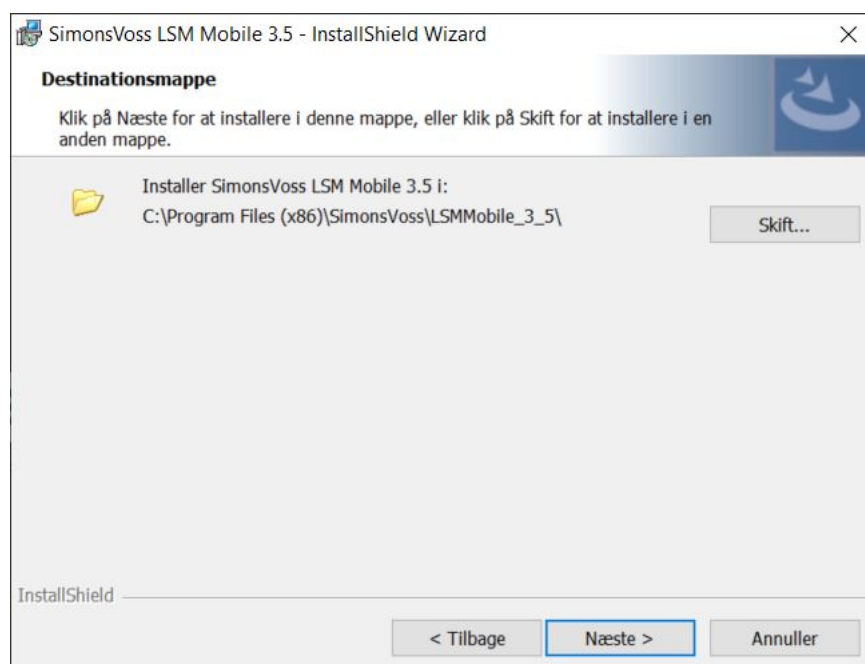 SimonsVoss LSM Mobile 3.5 - InstallShield Wizard
Destinationsmappe
Klik på Næste for at installere i denne mappe, eller klik på Skift for at installere i en
anden mappe.
Installer SimonsVoss LSM Mobile 3.5 i:
C:\Program Files (x86)\SimonsVoss\LSMMobile_3_5\
Skift...
InstallShield
< Tilbage
Næste >
Annuller